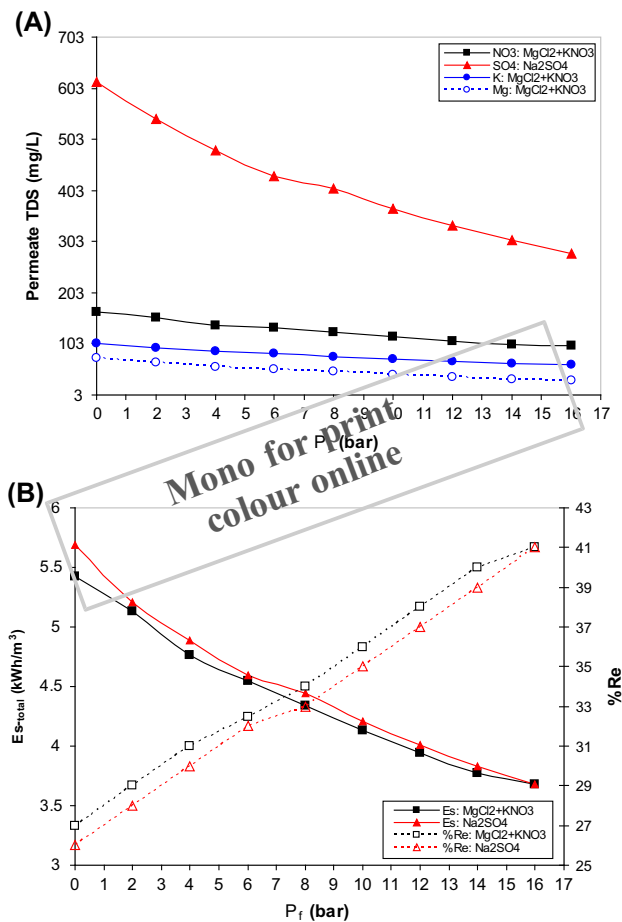 (A)
703
603
503
403
303
203
103
3
Permeate TDS (mg/L)
NO3: MgCl2+KNO3
SO4: Na2SO4
K: MgCl2+KNO3
Mg: MgCl2+KNO3
0 1 2 3 4 5 6 7 8 9 10 11 12 13 14 15 16 17
P (bar)
Mono for print
colour online
(B)
6
5.5
5
4.5
4
3.5
3
Es-total (kWh/m³)
43
41
39
37
35
33
31
29
27
25
%Re
Es: MgCl2+KNO3
Es: Na2SO4
%Re: MgCl2+KNO3
%Re: Na2SO4
0 1 2 3 4 5 6 7 8 9 10 11 12 13 14 15 16 17
Pf (bar)